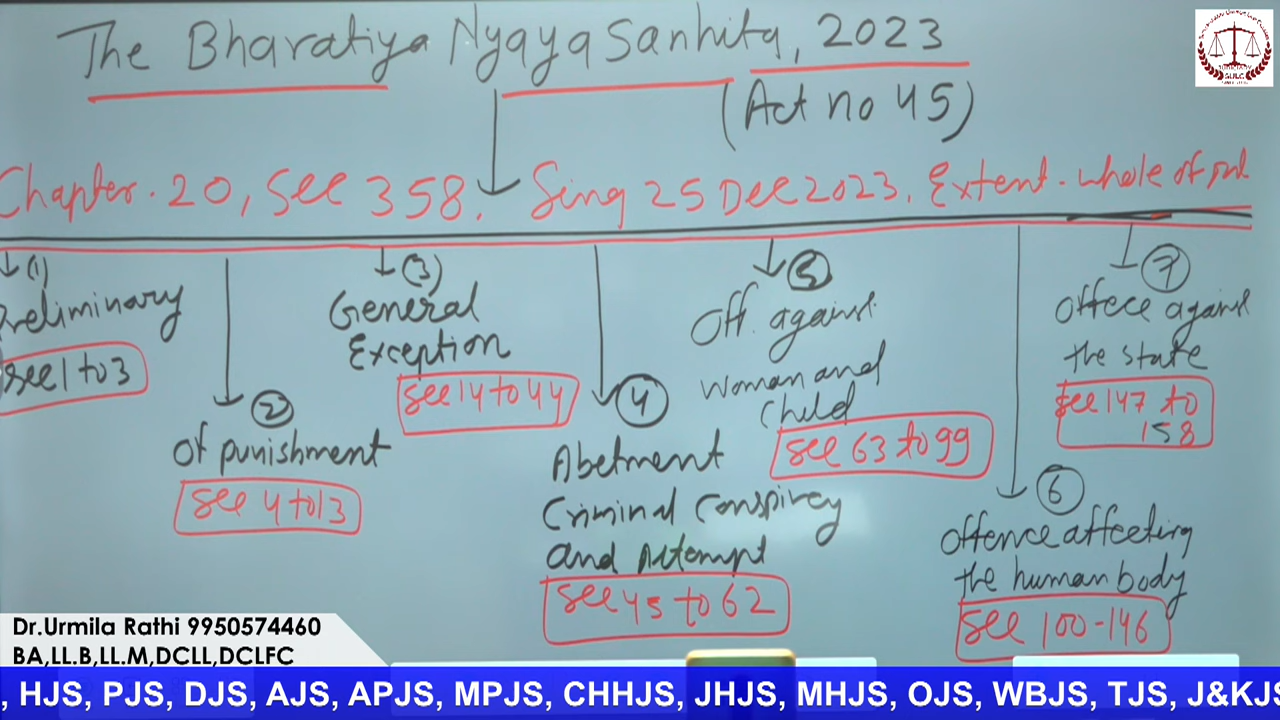 The Bharatiya Nyaya Sanhita, 2023
(Act no 45)
Chapter. 20, Sec 358. Sing 25 Dec 2023. Extent. whole of
(1)
Preliminary
Sec 1 to 3
(2)
Of punishment
Sec 4 to 13
(3)
General
Exception
Sec 14 to 44
(4)
Abetment
Criminal Conspirey
and Attempt
Sec 45 to 62
(5)
Off. against
woman and
child
Sec 63 to 99
(6)
offence affecting
the human body
Sec 100-146
(7)
Offece against
the state
Sec 147 to
158
Dr.Urmila Rathi 9950574460
BA,LL.B,LL.M,DCLL,DCLFC
, HJS, PJS, DJS, AJS, APJS, MPJS, CHHJS, JHJS, MHJS, OJS, WBJS, TJS, J&KJS